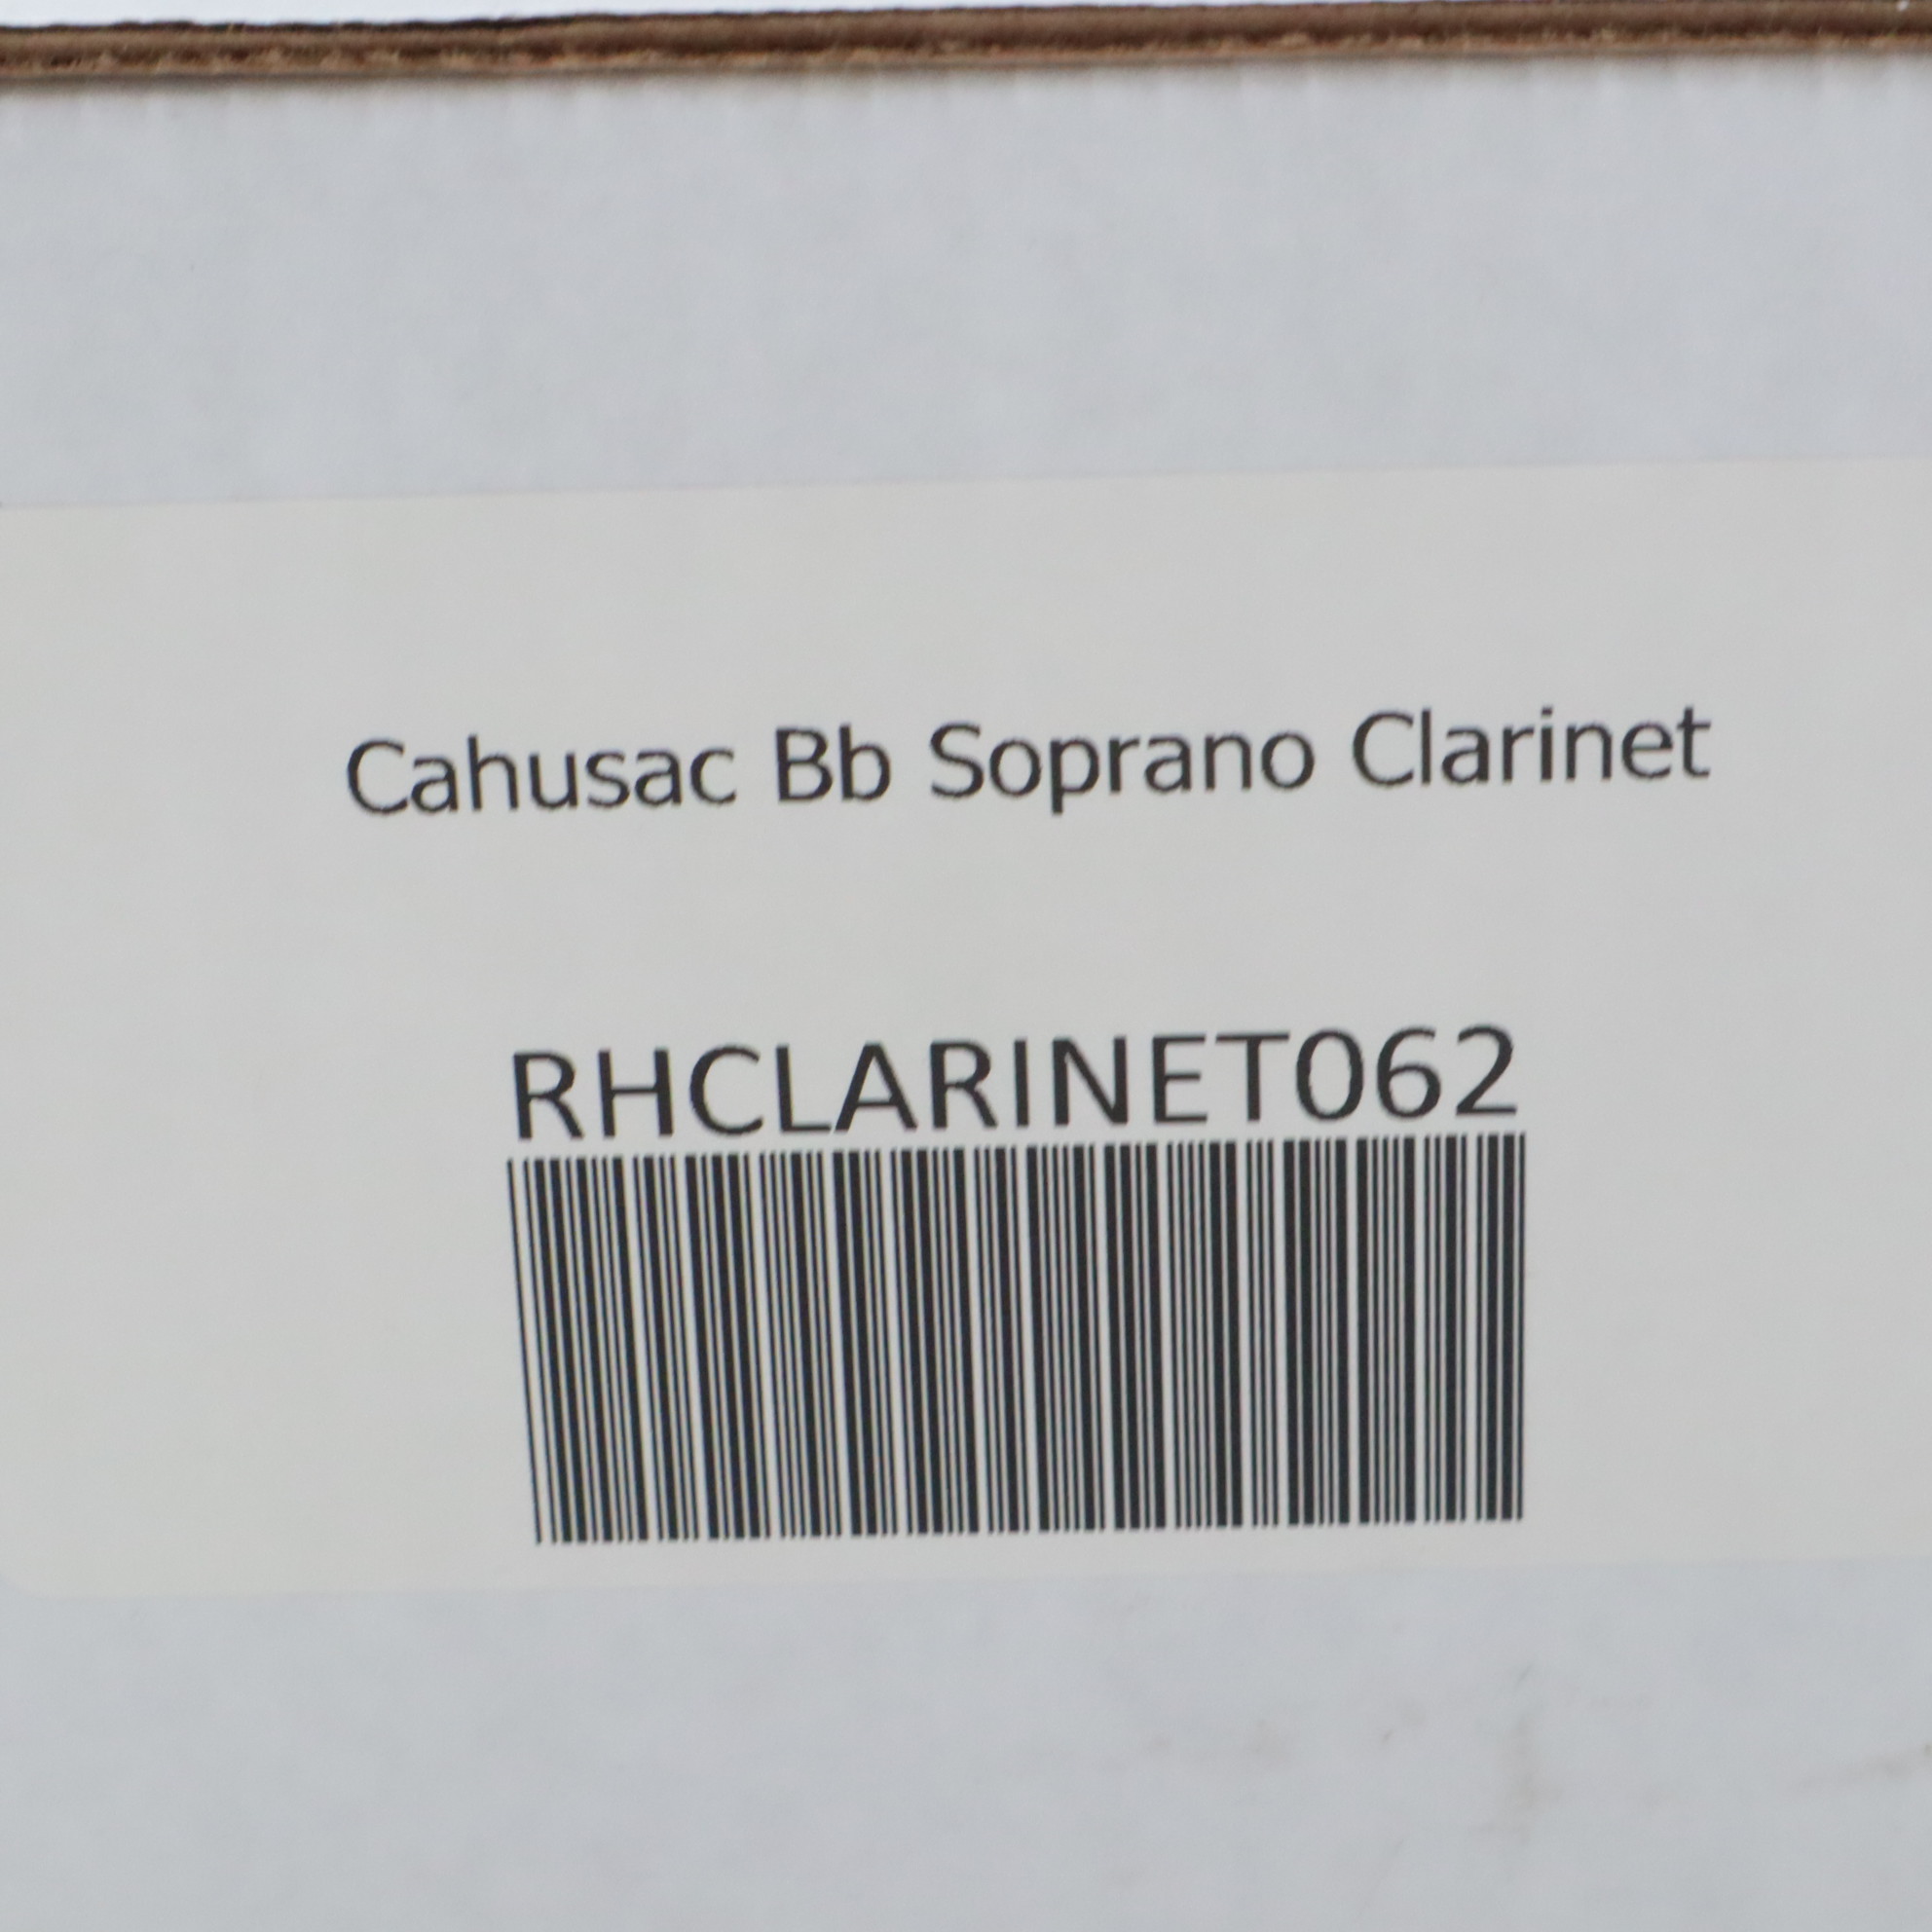 Cahusac Bb Soprano Clarinet
RHCLARINET062